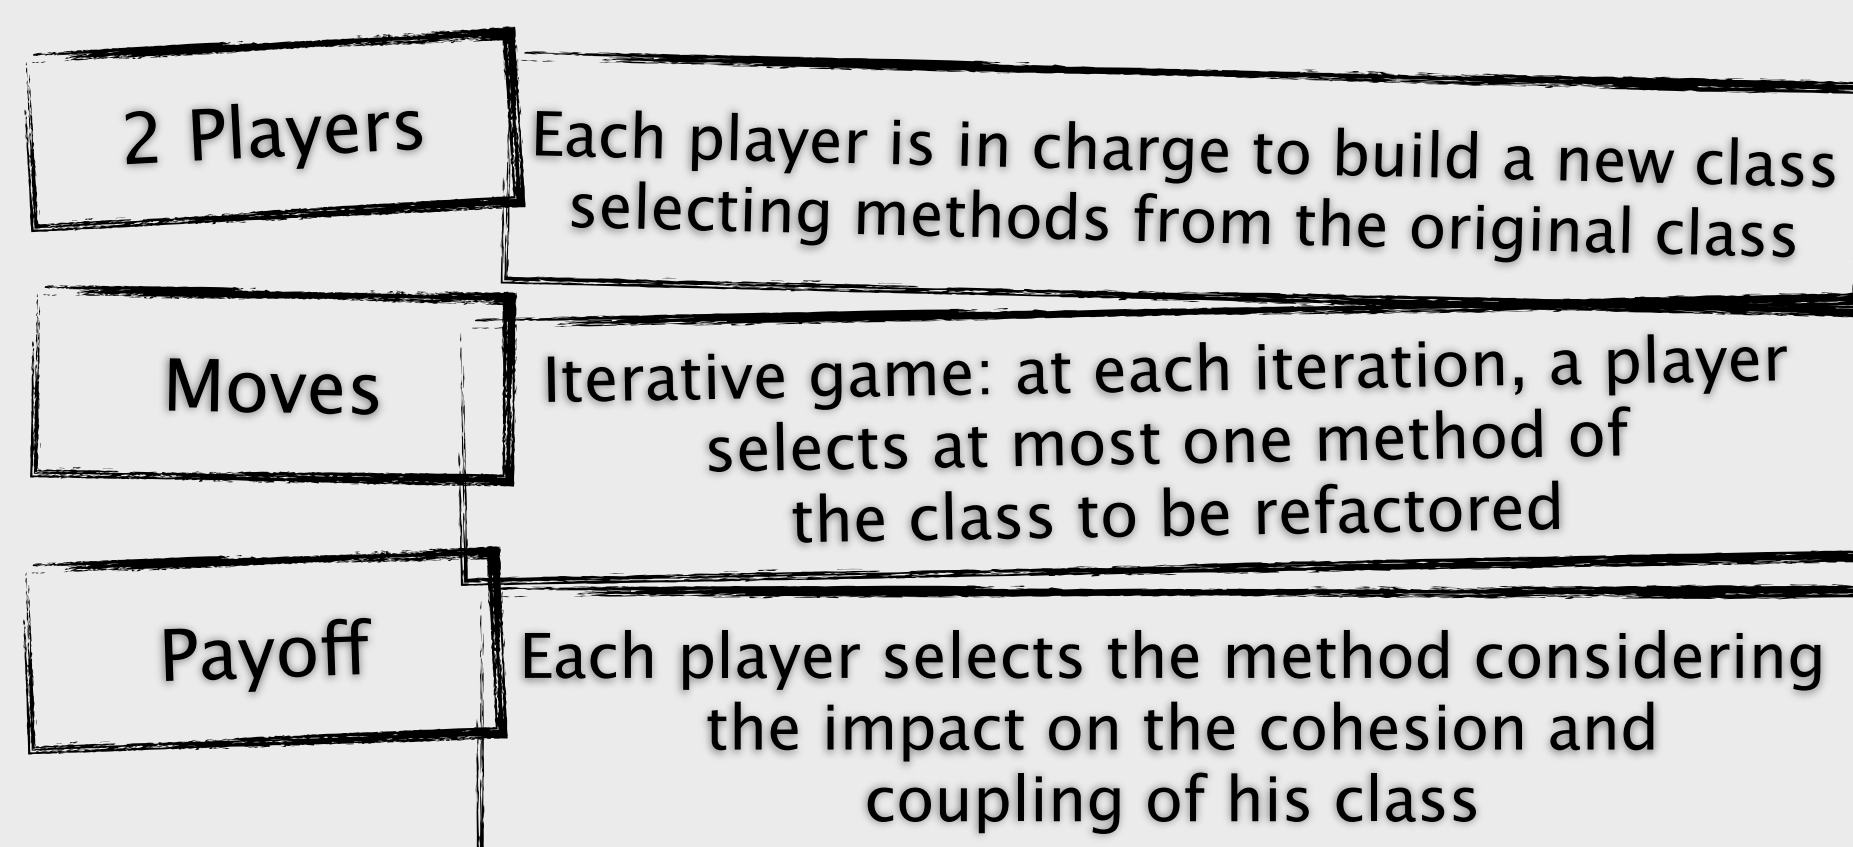 2 Players
Each player is in charge to build a new class
selecting methods from the original class
Moves
Iterative game: at each iteration, a player
selects at most one method of
the class to be refactored
Payoff
Each player selects the method considering
the impact on the cohesion and
coupling of his class